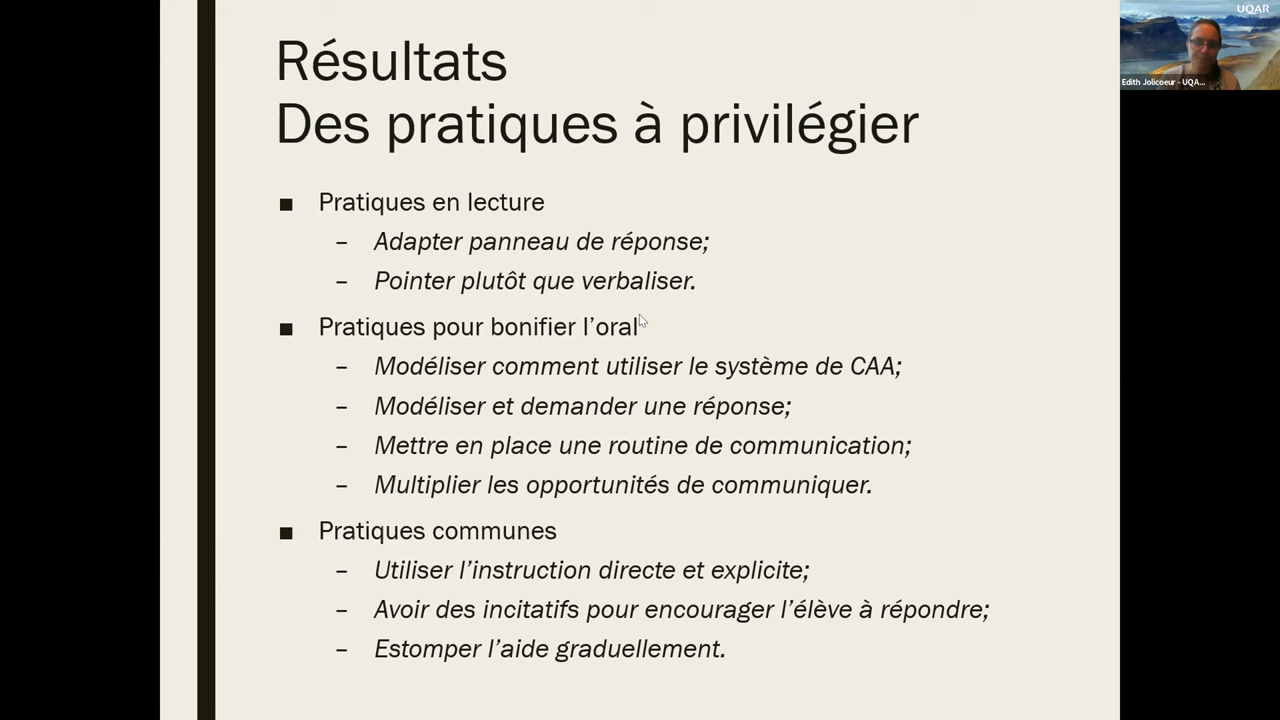 Résultats
Des pratiques à privilégier
■ Pratiques en lecture
– Adapter panneau de réponse;
– Pointer plutôt que verbaliser.
■ Pratiques pour bonifier l’oral
– Modéliser comment utiliser le système de CAA;
– Modéliser et demander une réponse;
– Mettre en place une routine de communication;
– Multiplier les opportunités de communiquer.
■ Pratiques communes
– Utiliser l’instruction directe et explicite;
– Avoir des incitatifs pour encourager l’élève à répondre;
– Estomper l’aide graduellement.
UQAR
Edith Jolicoeur - UQA...